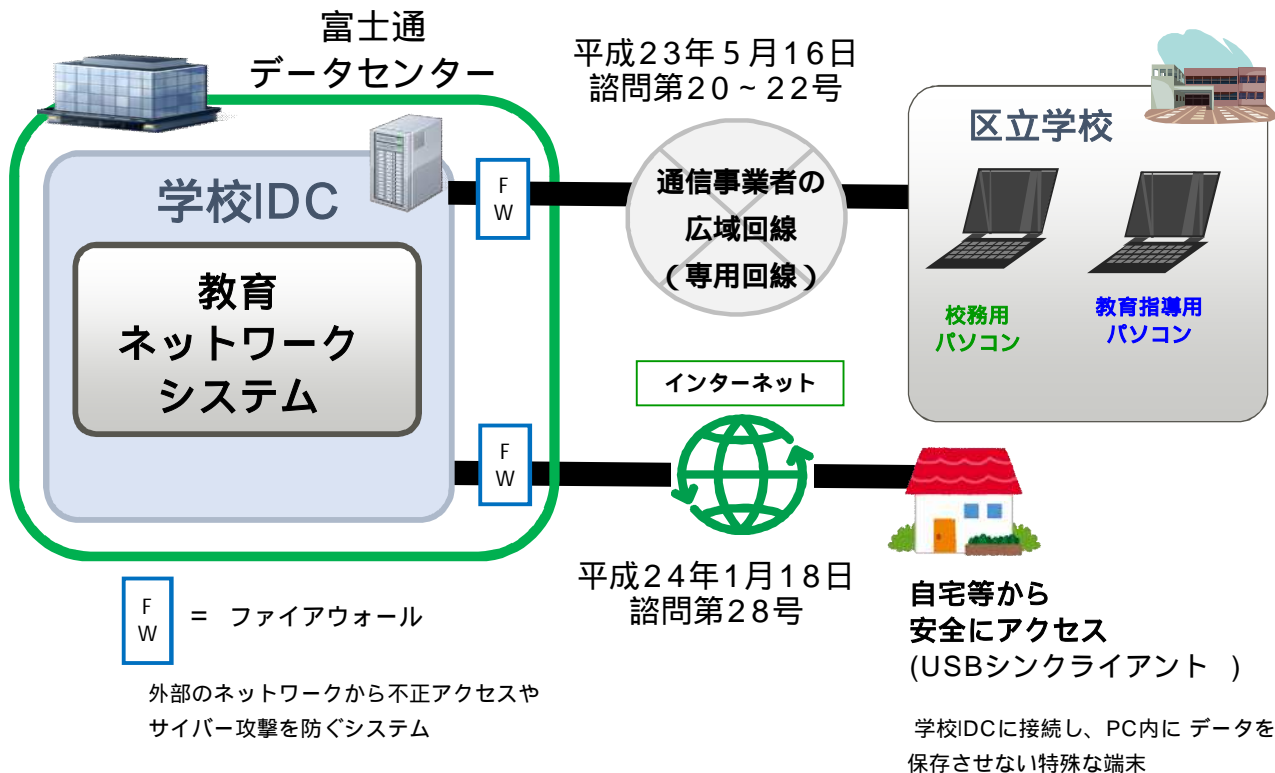 富士通
データセンター
平成23年5月16日
諮問第20~22号
区立学校
学校IDC
F
W
通信事業者の
広域回線
(専用回線)
教育
ネットワーク
システム
校務用
パソコン
教育指導用
パソコン
インターネット
F
W
平成24年1月18日
諮問第28号
自宅等から
安全にアクセス
(USBシンクライアント )
学校IDCに接続し、PC内に データを
保存させない特殊な端末
F
W
= ファイアウォール
外部のネットワークから不正アクセスや
サイバー攻撃を防ぐシステム